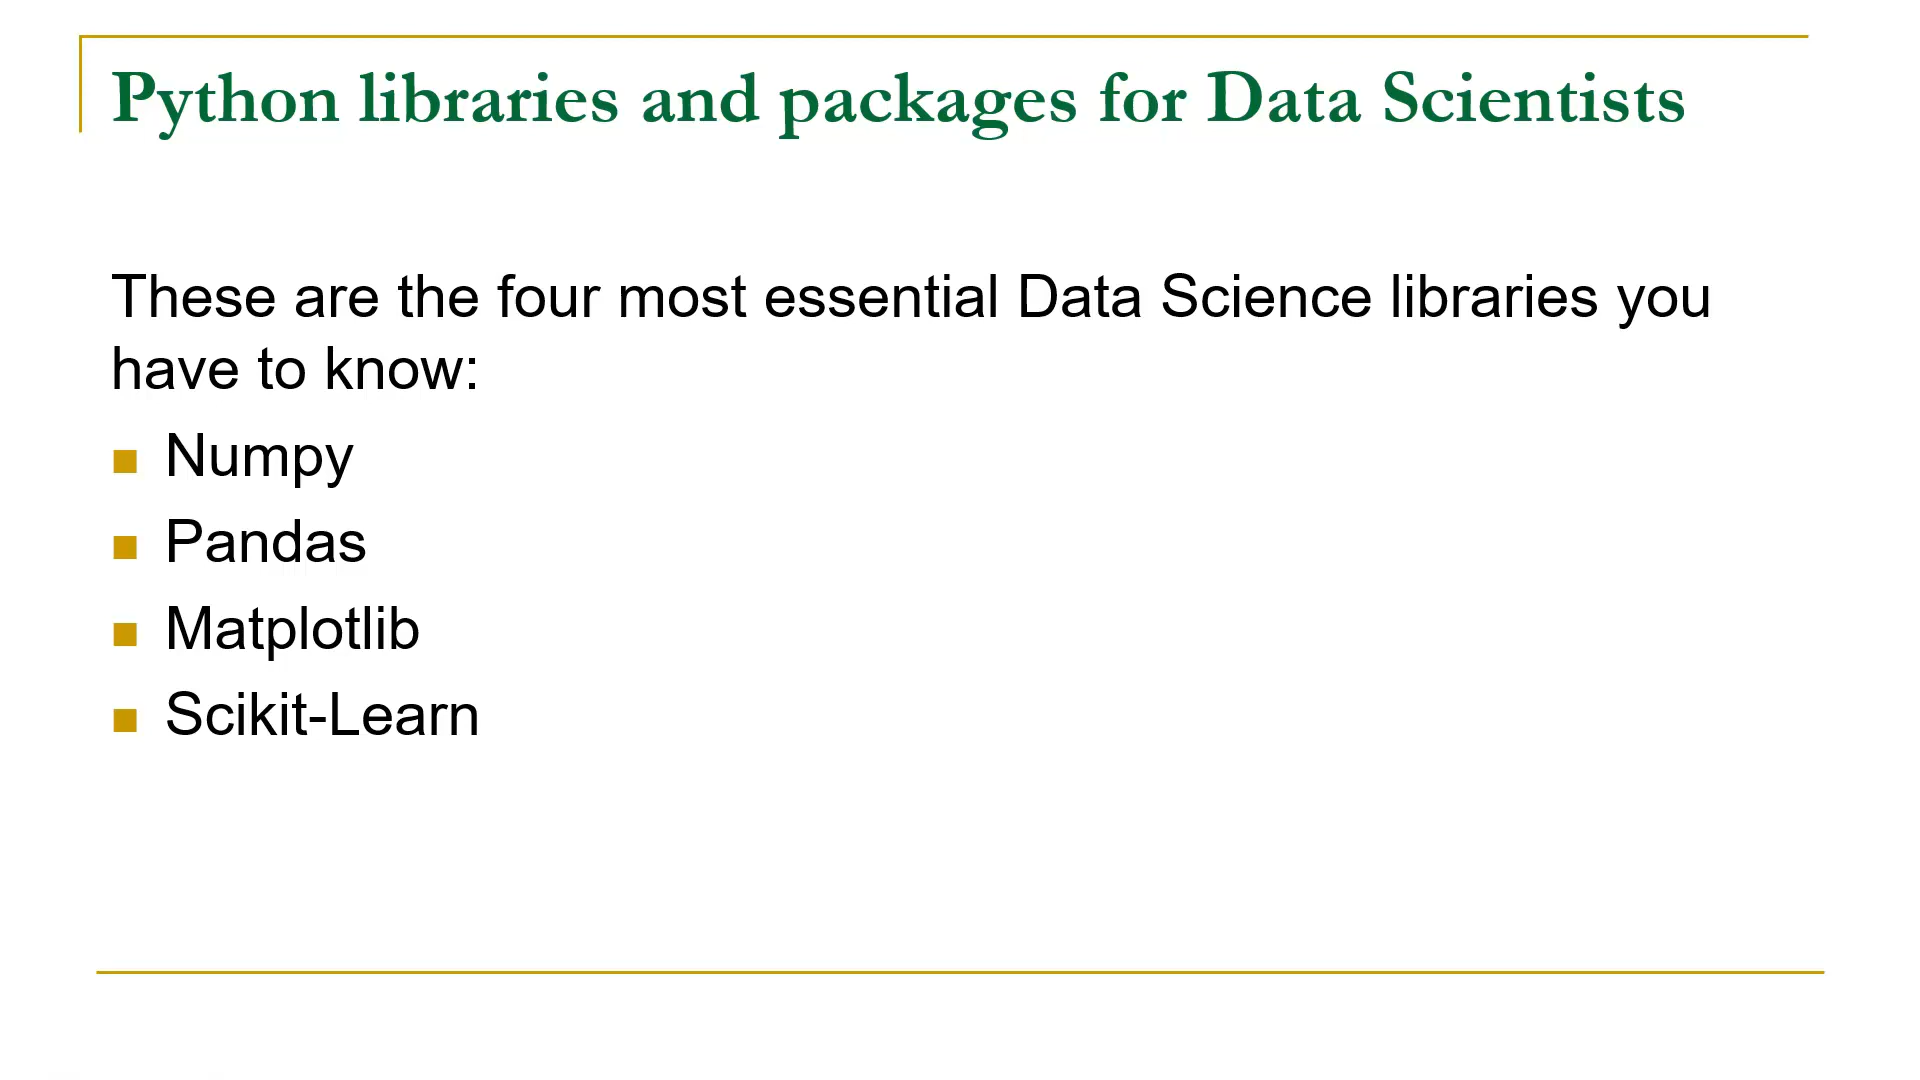 Python libraries and packages for Data Scientists
These are the four most essential Data Science libraries you
have to know:
Numpy
Pandas
Matplotlib
Scikit-Learn